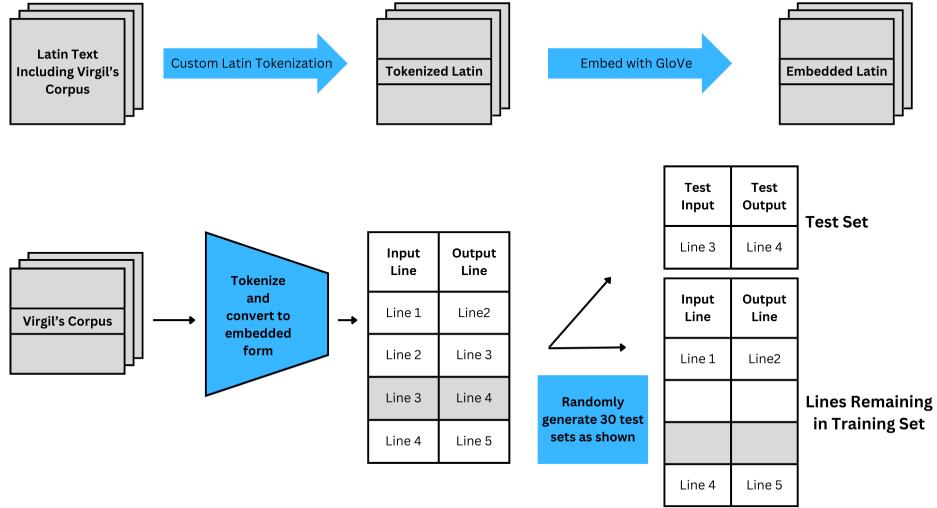 Latin Text
Including Virgil's
Corpus
Custom Latin Tokenization
Tokenized Latin
Embed with GloVe
Embedded Latin
Virgil's Corpus
Tokenize
and
convert to
embedded
form
Input
Line
Output
Line
Line 1
Line2
Line 2
Line 3
Line 3
Line 4
Line 4
Line 5
Randomly
generate 30 test
sets as shown
Test
Input
Test
Output
Line 3
Line 4
Test Set
Input
Line
Output
Line
Line 1
Line2
Line 4
Line 5
Lines Remaining
in Training Set